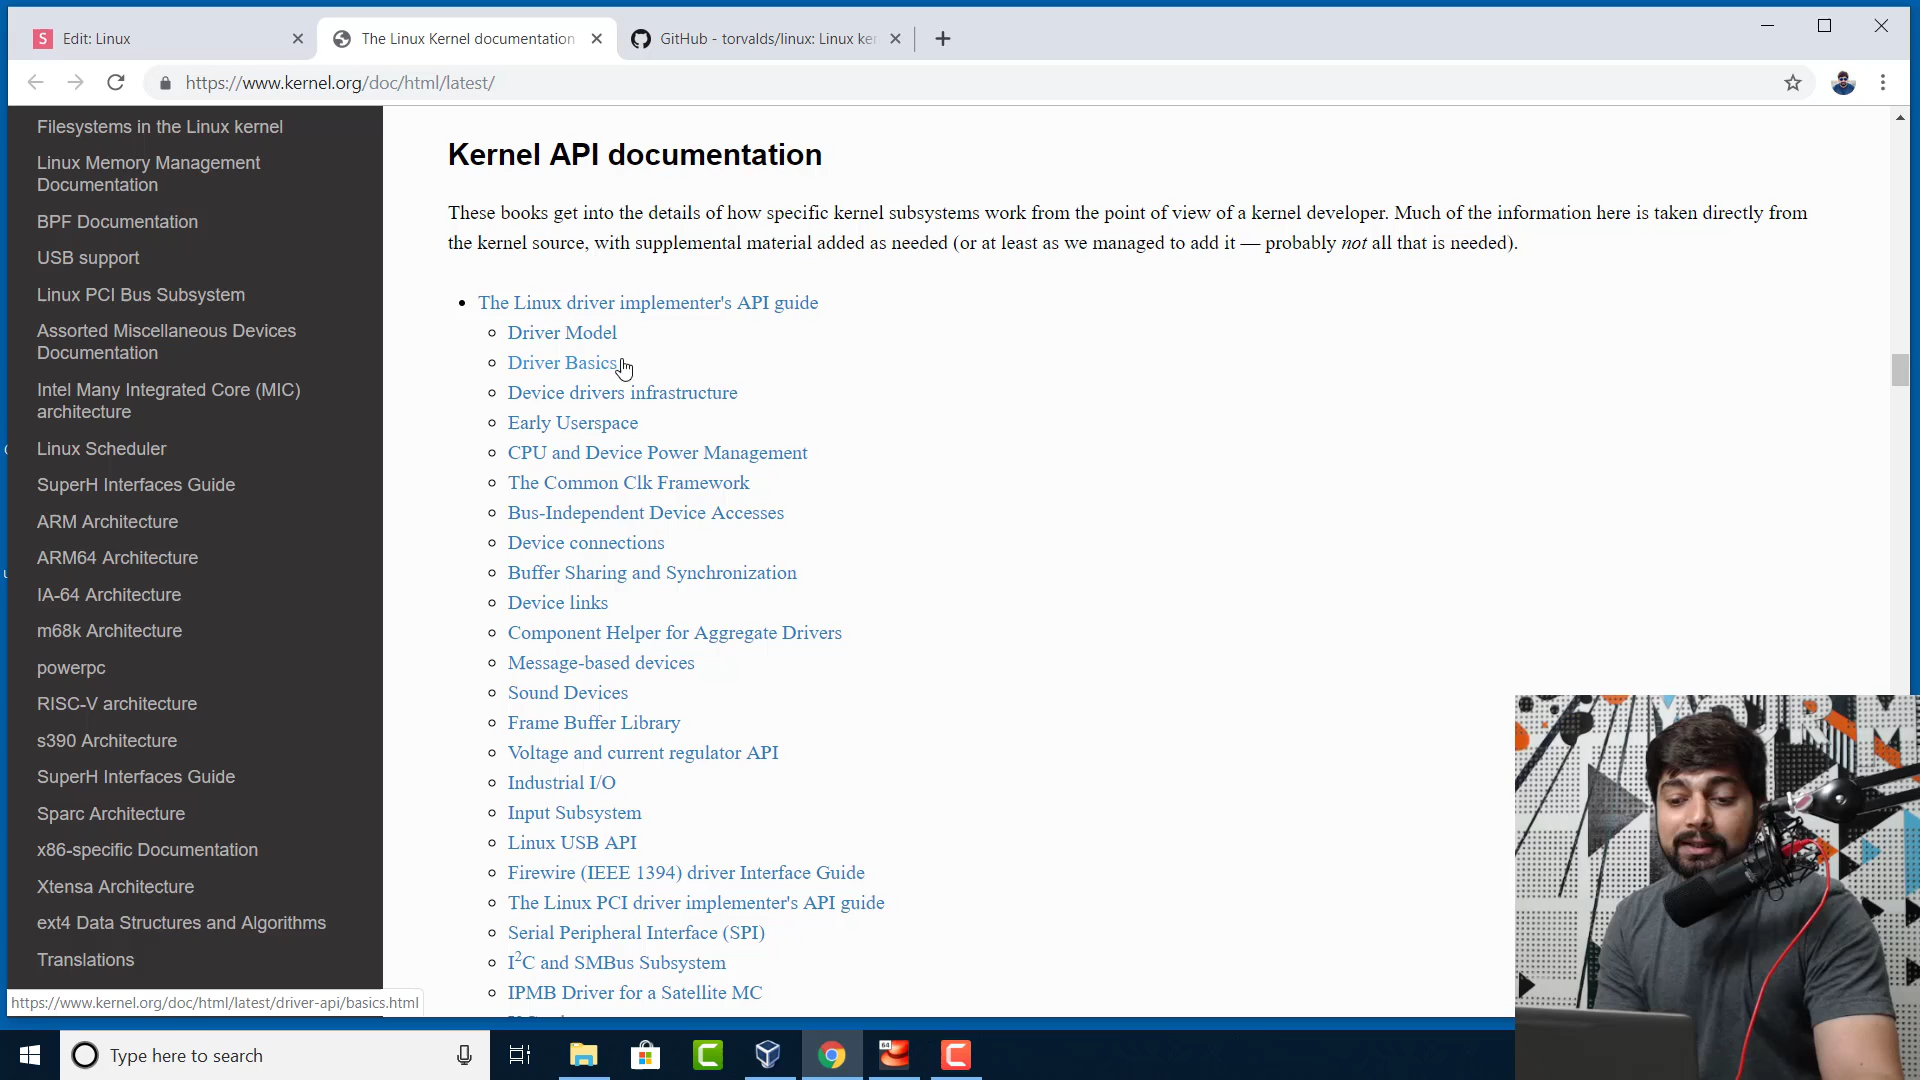 S Edit: Linux
The Linux Kernel documentation
GitHub - torvalds/linux: Linux ke
https://www.kernel.org/doc/html/latest/
Filesystems in the Linux kernel
Linux Memory Management
Documentation
BPF Documentation
USB support
Linux PCI Bus Subsystem
Assorted Miscellaneous Devices
Documentation
Intel Many Integrated Core (MIC)
architecture
Linux Scheduler
SuperH Interfaces Guide
ARM Architecture
ARM64 Architecture
IA-64 Architecture
m68k Architecture
powerpc
RISC-V architecture
s390 Architecture
SuperH Interfaces Guide
Sparc Architecture
x86-specific Documentation
Xtensa Architecture
ext4 Data Structures and Algorithms
Translations
https://www.kernel.org/doc/html/latest/driver-api/basics.html
Kernel API documentation
These books get into the details of how specific kernel subsystems work from the point of view of a kernel developer. Much of the information here is taken directly from
the kernel source, with supplemental material added as needed (or at least as we managed to add it — probably not all that is needed).
• The Linux driver implementer's API guide
◦ Driver Model
◦ Driver Basics
◦ Device drivers infrastructure
◦ Early Userspace
◦ CPU and Device Power Management
◦ The Common Clk Framework
◦ Bus-Independent Device Accesses
◦ Device connections
◦ Buffer Sharing and Synchronization
◦ Device links
◦ Component Helper for Aggregate Drivers
◦ Message-based devices
◦ Sound Devices
◦ Frame Buffer Library
◦ Voltage and current regulator API
◦ Industrial I/O
◦ Input Subsystem
◦ Linux USB API
◦ Firewire (IEEE 1394) driver Interface Guide
◦ The Linux PCI driver implementer's API guide
◦ Serial Peripheral Interface (SPI)
◦ I²C and SMBus Subsystem
◦ IPMB Driver for a Satellite MC
Type here to search
64